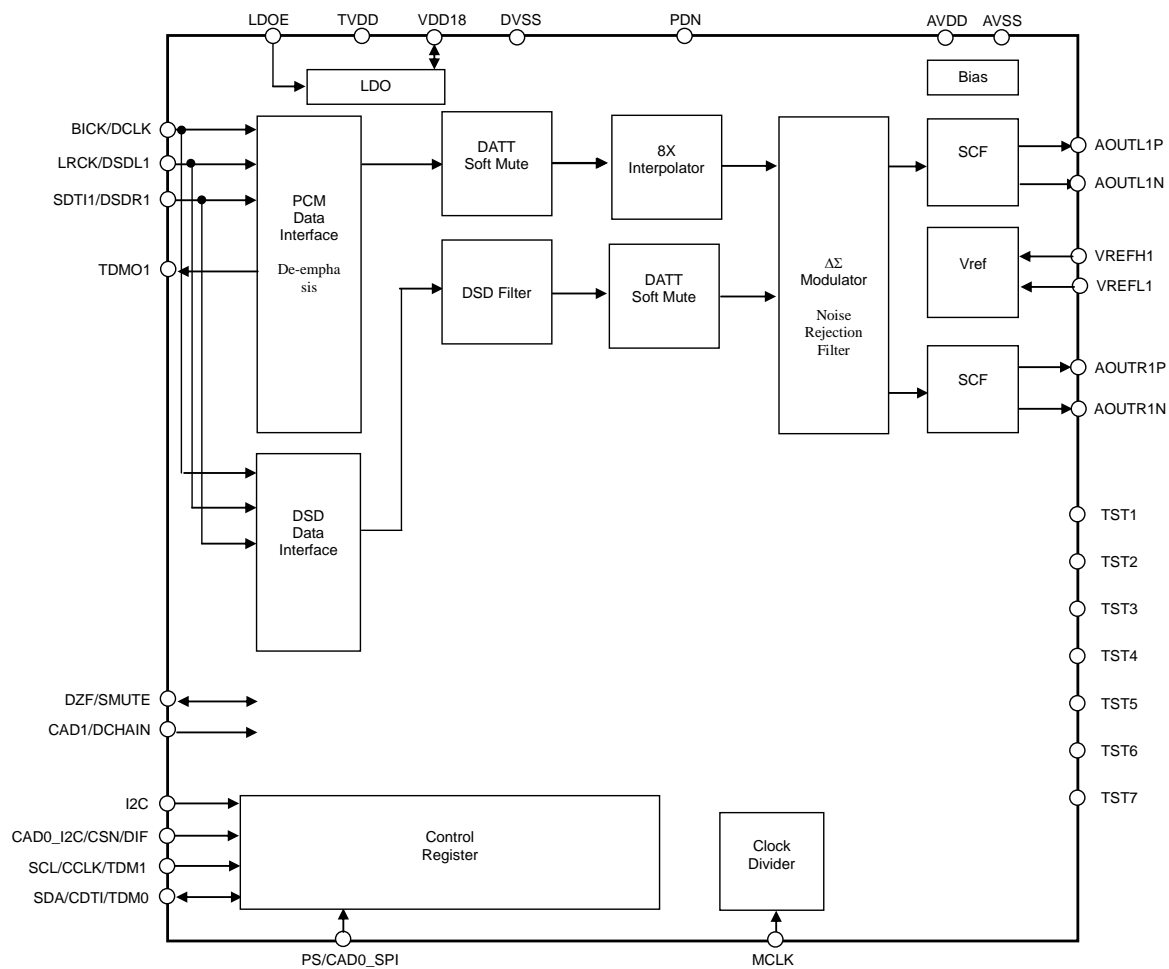 LDOE
TVDD
VDD18
DVSS
PDN
AVDD
AVSS
LDO
Bias
BICK/DCLK
LRCK/DSDL1
SDTI1/DSDR1
TDMO1
PCM
Data
Interface
De-empha
sis
DATT
Soft Mute
8X
Interpolator
DSD Filter
DATT
Soft Mute
ΔΣ
Modulator
Noise
Rejection
Filter
SCF
Vref
SCF
AOUTL1P
AOUTL1N
VREFH1
VREFL1
AOUTR1P
AOUTR1N
DSD
Data
Interface
TST1
TST2
TST3
TST4
TST5
TST6
TST7
DZF/SMUTE
CAD1/DCHAIN
I2C
CAD0_I2C/CSN/DIF
SCL/CCLK/TDM1
SDA/CDTI/TDM0
Control
Register
Clock
Divider
PS/CAD0_SPI
MCLK